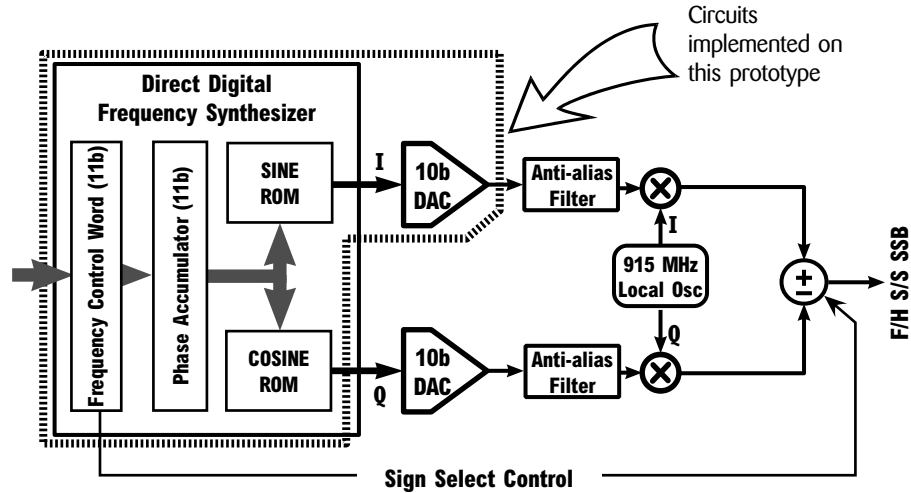 Circuits
implemented on
this prototype
Direct Digital
Frequency Synthesizer
Frequency Control Word (11b)
Phase Accumulator (11b)
SINE
ROM
I
10b
DAC
Anti-alias
Filter
I
915 MHz
Local Osc
Q
±
F/H S/S SSB
COSINE
ROM
Q
10b
DAC
Anti-alias
Filter
Sign Select Control